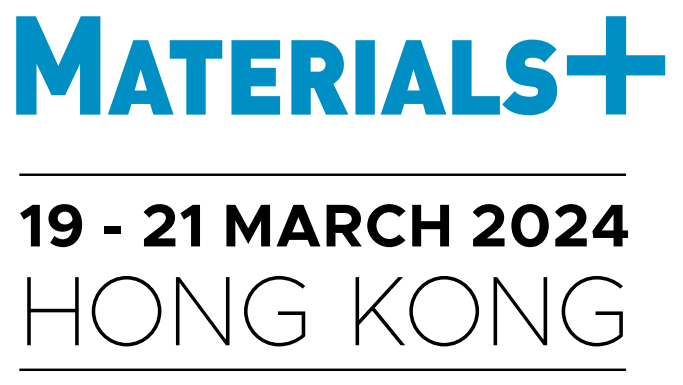 MATERIALS+
19 - 21 MARCH 2024
HONG KONG